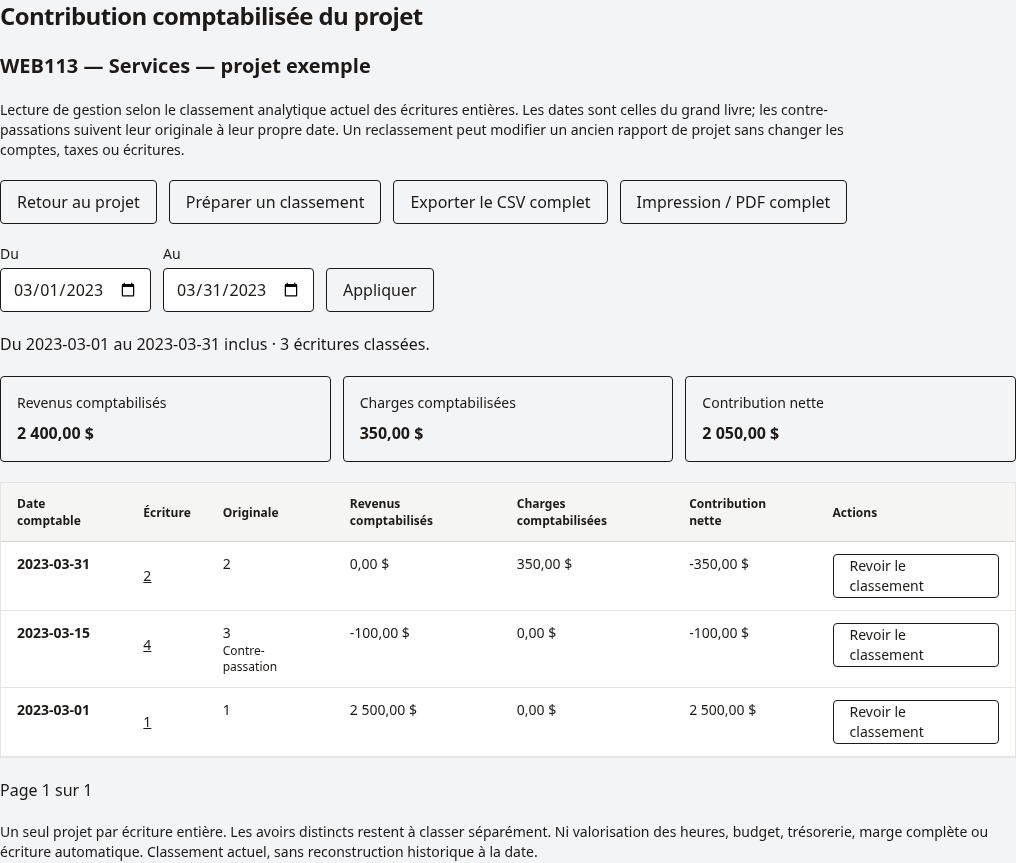 Contribution comptabilisée du projet
WEB113 — Services — projet exemple
Lecture de gestion selon le classement analytique actuel des écritures entières. Les dates sont celles du grand livre; les contre-
passations suivent leur originale à leur propre date. Un reclassement peut modifier un ancien rapport de projet sans changer les
comptes, taxes ou écritures.
Retour au projet Préparer un classement Exporter le CSV complet Impression / PDF complet
Du Au
03/01/2023 03/31/2023 Appliquer
Du 2023-03-01 au 2023-03-31 inclus · 3 écritures classées.
Revenus comptabilisés Charges comptabilisées Contribution nette
2 400,00 $ 350,00 $ 2 050,00 $
Date comptable Écriture Originale Revenus comptabilisés Charges comptabilisées Contribution nette Actions
2023-03-31 2 2 0,00 $ 350,00 $ -350,00 $ Revoir le classement
2023-03-15 4 3 Contre-passation -100,00 $ 0,00 $ -100,00 $ Revoir le classement
2023-03-01 1 1 2 500,00 $ 0,00 $ 2 500,00 $ Revoir le classement
Page 1 sur 1
Un seul projet par écriture entière. Les avoirs distincts restent à classer séparément. Ni valorisation des heures, budget, trésorerie, marge complète ou
écriture automatique. Classement actuel, sans reconstruction historique à la date.